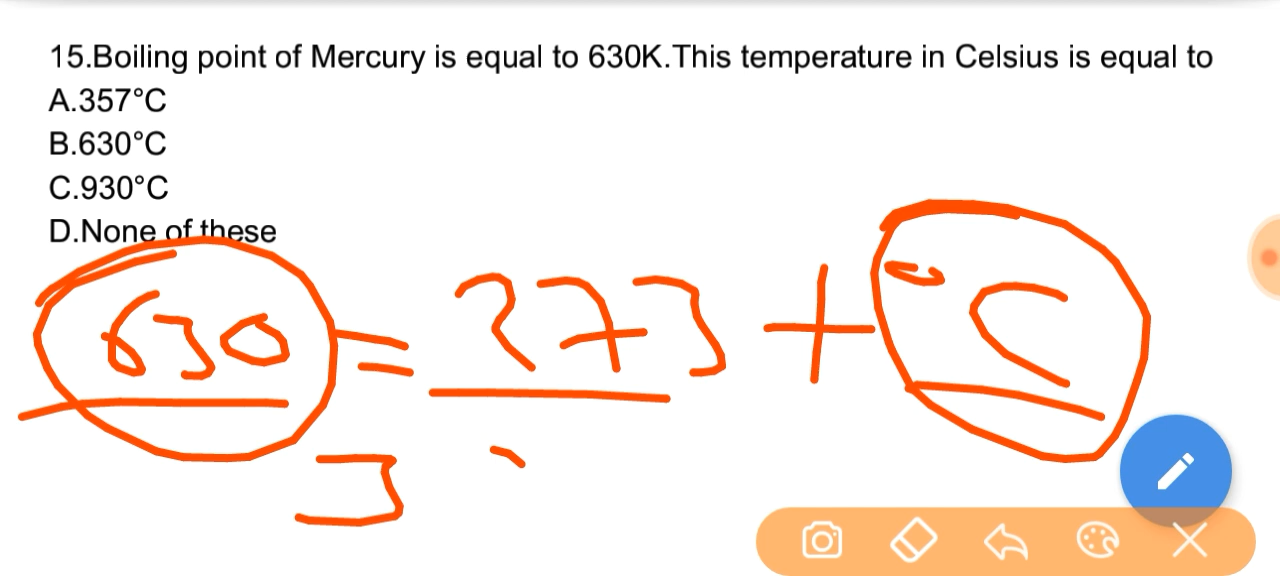 15.Boiling point of Mercury is equal to 630K.This temperature in Celsius is equal to
A.357°C
B.630°C
C.930°C
D.None of these
630 = 273 + °C
3